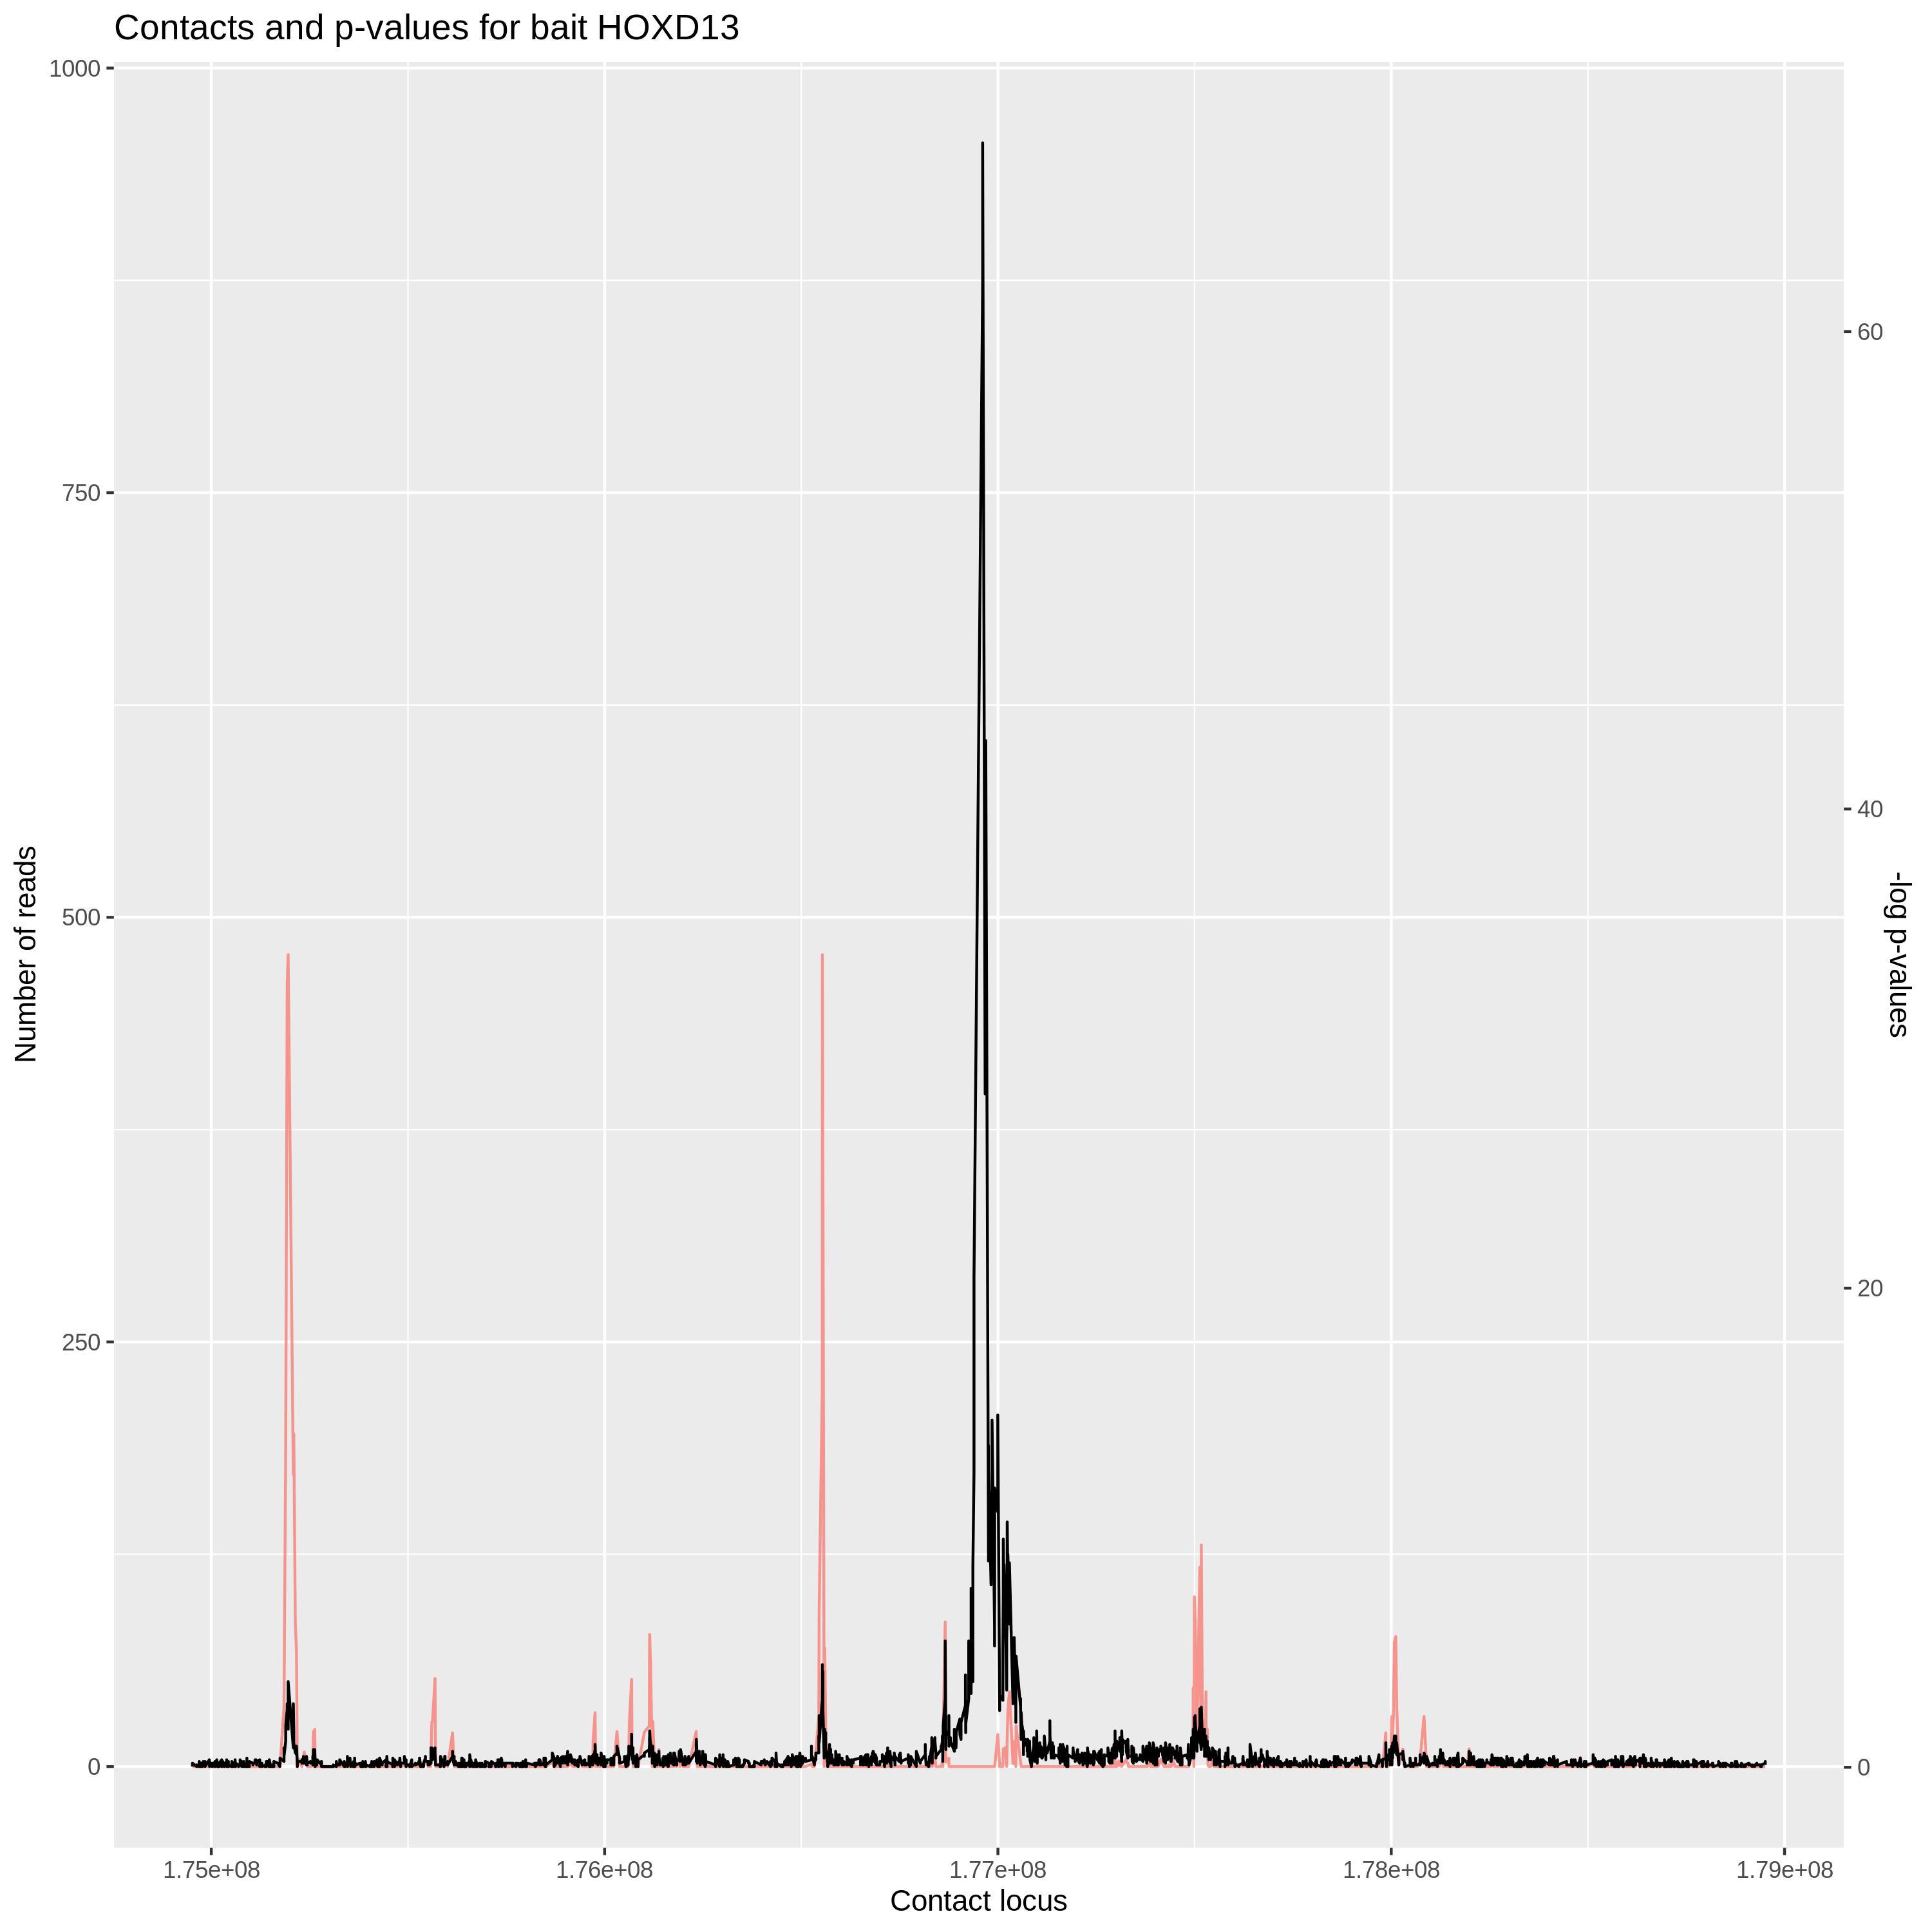 Contacts and p-values for bait HOXD13
1000
750
500
250
0
Number of reads
60
40
20
0
-log p-values
1.75e+08
1.76e+08
1.77e+08
1.78e+08
1.79e+08
Contact locus